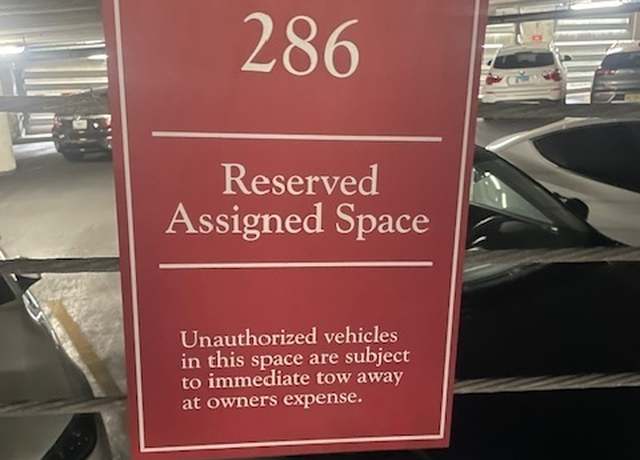 286
Reserved
Assigned Space
Unauthorized vehicles
in this space are subject
to immediate tow away
at owners expense.